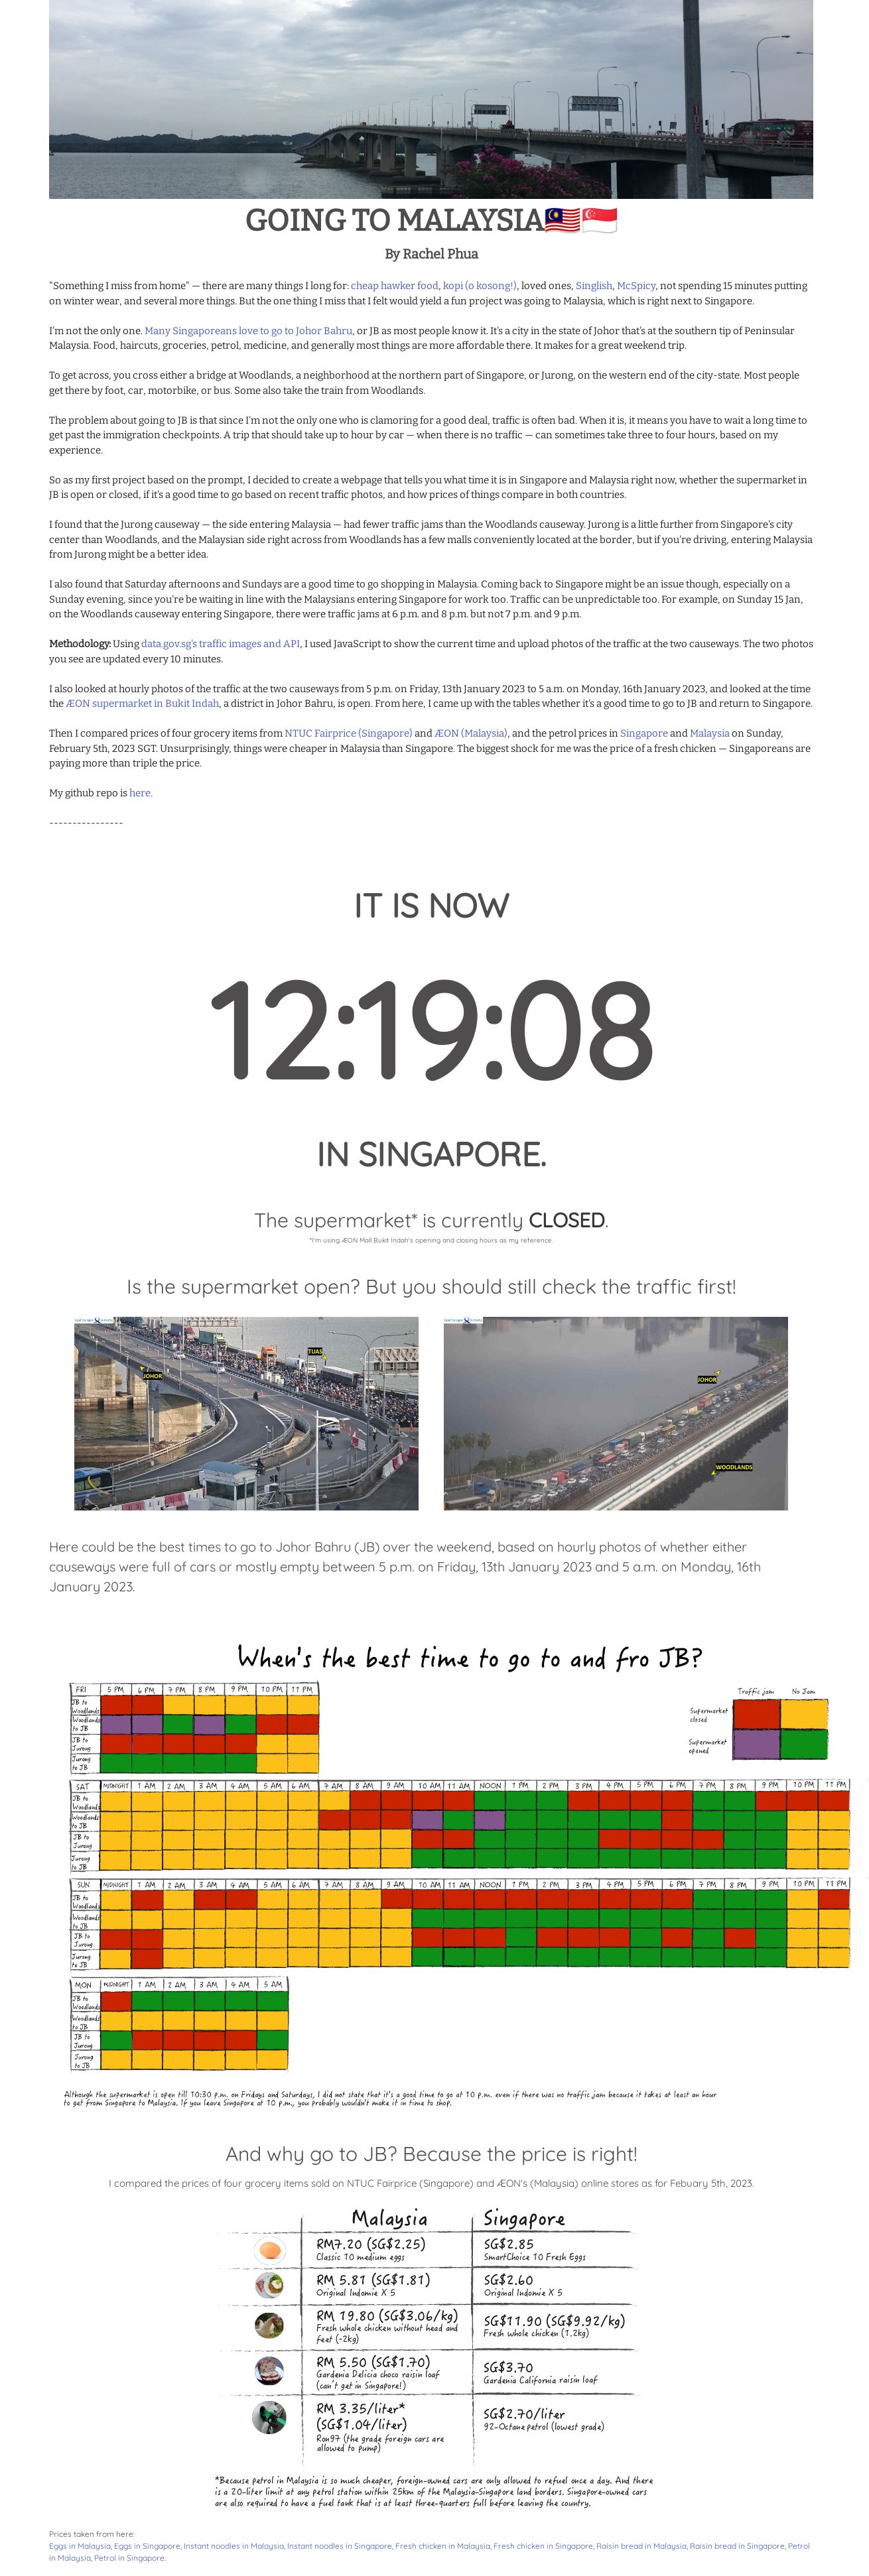 GOING TO MALAYSIA🇲🇾🇸🇬
By Rachel Phua
"Something I miss from home" — there are many things I long for: cheap hawker food, kopi (o kosong!), loved ones, Singlish, McSpicy, not spending 15 minutes putting
on winter wear, and several more things. But the one thing I miss that I felt would yield a fun project was going to Malaysia, which is right next to Singapore.
I'm not the only one. Many Singaporeans love to go to Johor Bahru, or JB as most people know it. It's a city in the state of Johor that's at the southern tip of Peninsular
Malaysia. Food, haircuts, groceries, petrol, medicine, and generally most things are more affordable there. It makes for a great weekend trip.
To get across, you cross either a bridge at Woodlands, a neighborhood at the northern part of Singapore, or Jurong, on the western end of the city-state. Most people
get there by foot, car, motorbike, or bus. Some also take the train from Woodlands.
The problem about going to JB is that since I'm not the only one who is clamoring for a good deal, traffic is often bad. When it is, it means you have to wait a long time to
get past the immigration checkpoints. A trip that should take up to hour by car — when there is no traffic — can sometimes take three to four hours, based on my
experience.
So as my first project based on the prompt, I decided to create a webpage that tells you what time it is in Singapore and Malaysia right now, whether the supermarket in
JB is open or closed, if it's a good time to go based on recent traffic photos, and how prices of things compare in both countries.
I found that the Jurong causeway — the side entering Malaysia — had fewer traffic jams than the Woodlands causeway. Jurong is a little further from Singapore's city
center than Woodlands, and the Malaysian side right across from Woodlands has a few malls conveniently located at the border, but if you're driving, entering Malaysia
from Jurong might be a better idea.
I also found that Saturday afternoons and Sundays are a good time to go shopping in Malaysia. Coming back to Singapore might be an issue though, especially on a
Sunday evening, since you're be waiting in line with the Malaysians entering Singapore for work too. Traffic can be unpredictable too. For example, on Sunday 15 Jan,
on the Woodlands causeway entering Singapore, there were traffic jams at 6 p.m. and 8 p.m. but not 7 p.m. and 9 p.m.
Methodology: Using data.gov.sg's traffic images and API, I used JavaScript to show the current time and upload photos of the traffic at the two causeways. The two photos
you see are updated every 10 minutes.
I also looked at hourly photos of the traffic at the two causeways from 5 p.m. on Friday, 13th January 2023 to 5 a.m. on Monday, 16th January 2023, and looked at the time
the ÆON supermarket in Bukit Indah, a district in Johor Bahru, is open. From here, I came up with the tables whether it's a good time to go to JB and return to Singapore.
Then I compared prices of four grocery items from NTUC Fairprice (Singapore) and ÆON (Malaysia), and the petrol prices in Singapore and Malaysia on Sunday,
February 5th, 2023 SGT. Unsurprisingly, things were cheaper in Malaysia than Singapore. The biggest shock for me was the price of a fresh chicken — Singaporeans are
paying more than triple the price.
My github repo is here.
----------------
IT IS NOW
12:19:08
IN SINGAPORE.
The supermarket* is currently CLOSED.
*I'm using ÆON Mall Bukit Indah's opening and closing hours as my reference.
Is the supermarket open? But you should still check the traffic first!
TUAS
JOHOR
JOHOR
WOODLANDS
Here could be the best times to go to Johor Bahru (JB) over the weekend, based on hourly photos of whether either
causeways were full of cars or mostly empty between 5 p.m. on Friday, 13th January 2023 and 5 a.m. on Monday, 16th
January 2023.
When's the best time to go to and fro JB?
Traffic jam No Jam
Supermarket
closed
Supermarket
opened
FRI 5 PM 6 PM 7 PM 8 PM 9 PM 10 PM 11 PM
JB to
Woodlands
Woodlands
to JB
JB to
Jurong
Jurong
to JB
SAT MIDNIGHT 1 AM 2 AM 3 AM 4 AM 5 AM 6 AM 7 AM 8 AM 9 AM 10 AM 11 AM NOON 1 PM 2 PM 3 PM 4 PM 5 PM 6 PM 7 PM 8 PM 9 PM 10 PM 11 PM
JB to
Woodlands
Woodlands
to JB
JB to
Jurong
Jurong
to JB
SUN MIDNIGHT 1 AM 2 AM 3 AM 4 AM 5 AM 6 AM 7 AM 8 AM 9 AM 10 AM 11 AM NOON 1 PM 2 PM 3 PM 4 PM 5 PM 6 PM 7 PM 8 PM 9 PM 10 PM 11 PM
JB to
Woodlands
Woodlands
to JB
JB to
Jurong
Jurong
to JB
MON MIDNIGHT 1 AM 2 AM 3 AM 4 AM 5 AM
JB to
Woodlands
Woodlands
to JB
JB to
Jurong
Jurong
to JB
Although the supermarket is open till 10:30 p.m. on Fridays and Saturdays, I did not state that it's a good time to go at 10 p.m. even if there was no traffic jam because it takes at least an hour
to get from Singapore to Malaysia. If you leave Singapore at 10 p.m., you probably wouldn't make it in time to shop.
And why go to JB? Because the price is right!
I compared the prices of four grocery items sold on NTUC Fairprice (Singapore) and ÆON's (Malaysia) online stores as for Febuary 5th, 2023.
Malaysia Singapore
RM7.20 (SG$2.25)
Classic 10 medium eggs
SG$2.85
SmartChoice 10 Fresh Eggs
RM 5.81 (SG$1.81)
Original Indomie X 5
SG$2.60
Original Indomie X 5
RM 19.80 (SG$3.06/kg)
Fresh whole chicken without head and
feet (~2kg)
SG$11.90 (SG$9.92/kg)
Fresh whole chicken (1.2kg)
RM 5.50 (SG$1.70)
Gardenia Delicia choco raisin loaf
(can't get in Singapore!)
SG$3.70
Gardenia California raisin loaf
RM 3.35/liter*
(SG$1.04/liter)
Ron97 (the grade foreign cars are
allowed to pump)
SG$2.70/liter
92-Octane petrol (lowest grade)
*Because petrol in Malaysia is so much cheaper, foreign-owned cars are only allowed to refuel once a day. And there
is a 20-liter limit at any petrol station within 25km of the Malaysia-Singapore land borders. Singapore-owned cars
are also required to have a fuel tank that is at least three-quarters full before leaving the country.
Prices taken from here:
Eggs in Malaysia, Eggs in Singapore, Instant noodles in Malaysia, Instant noodles in Singapore, Fresh chicken in Malaysia, Fresh chicken in Singapore, Raisin bread in Malaysia, Raisin bread in Singapore, Petrol
in Malaysia, Petrol in Singapore.